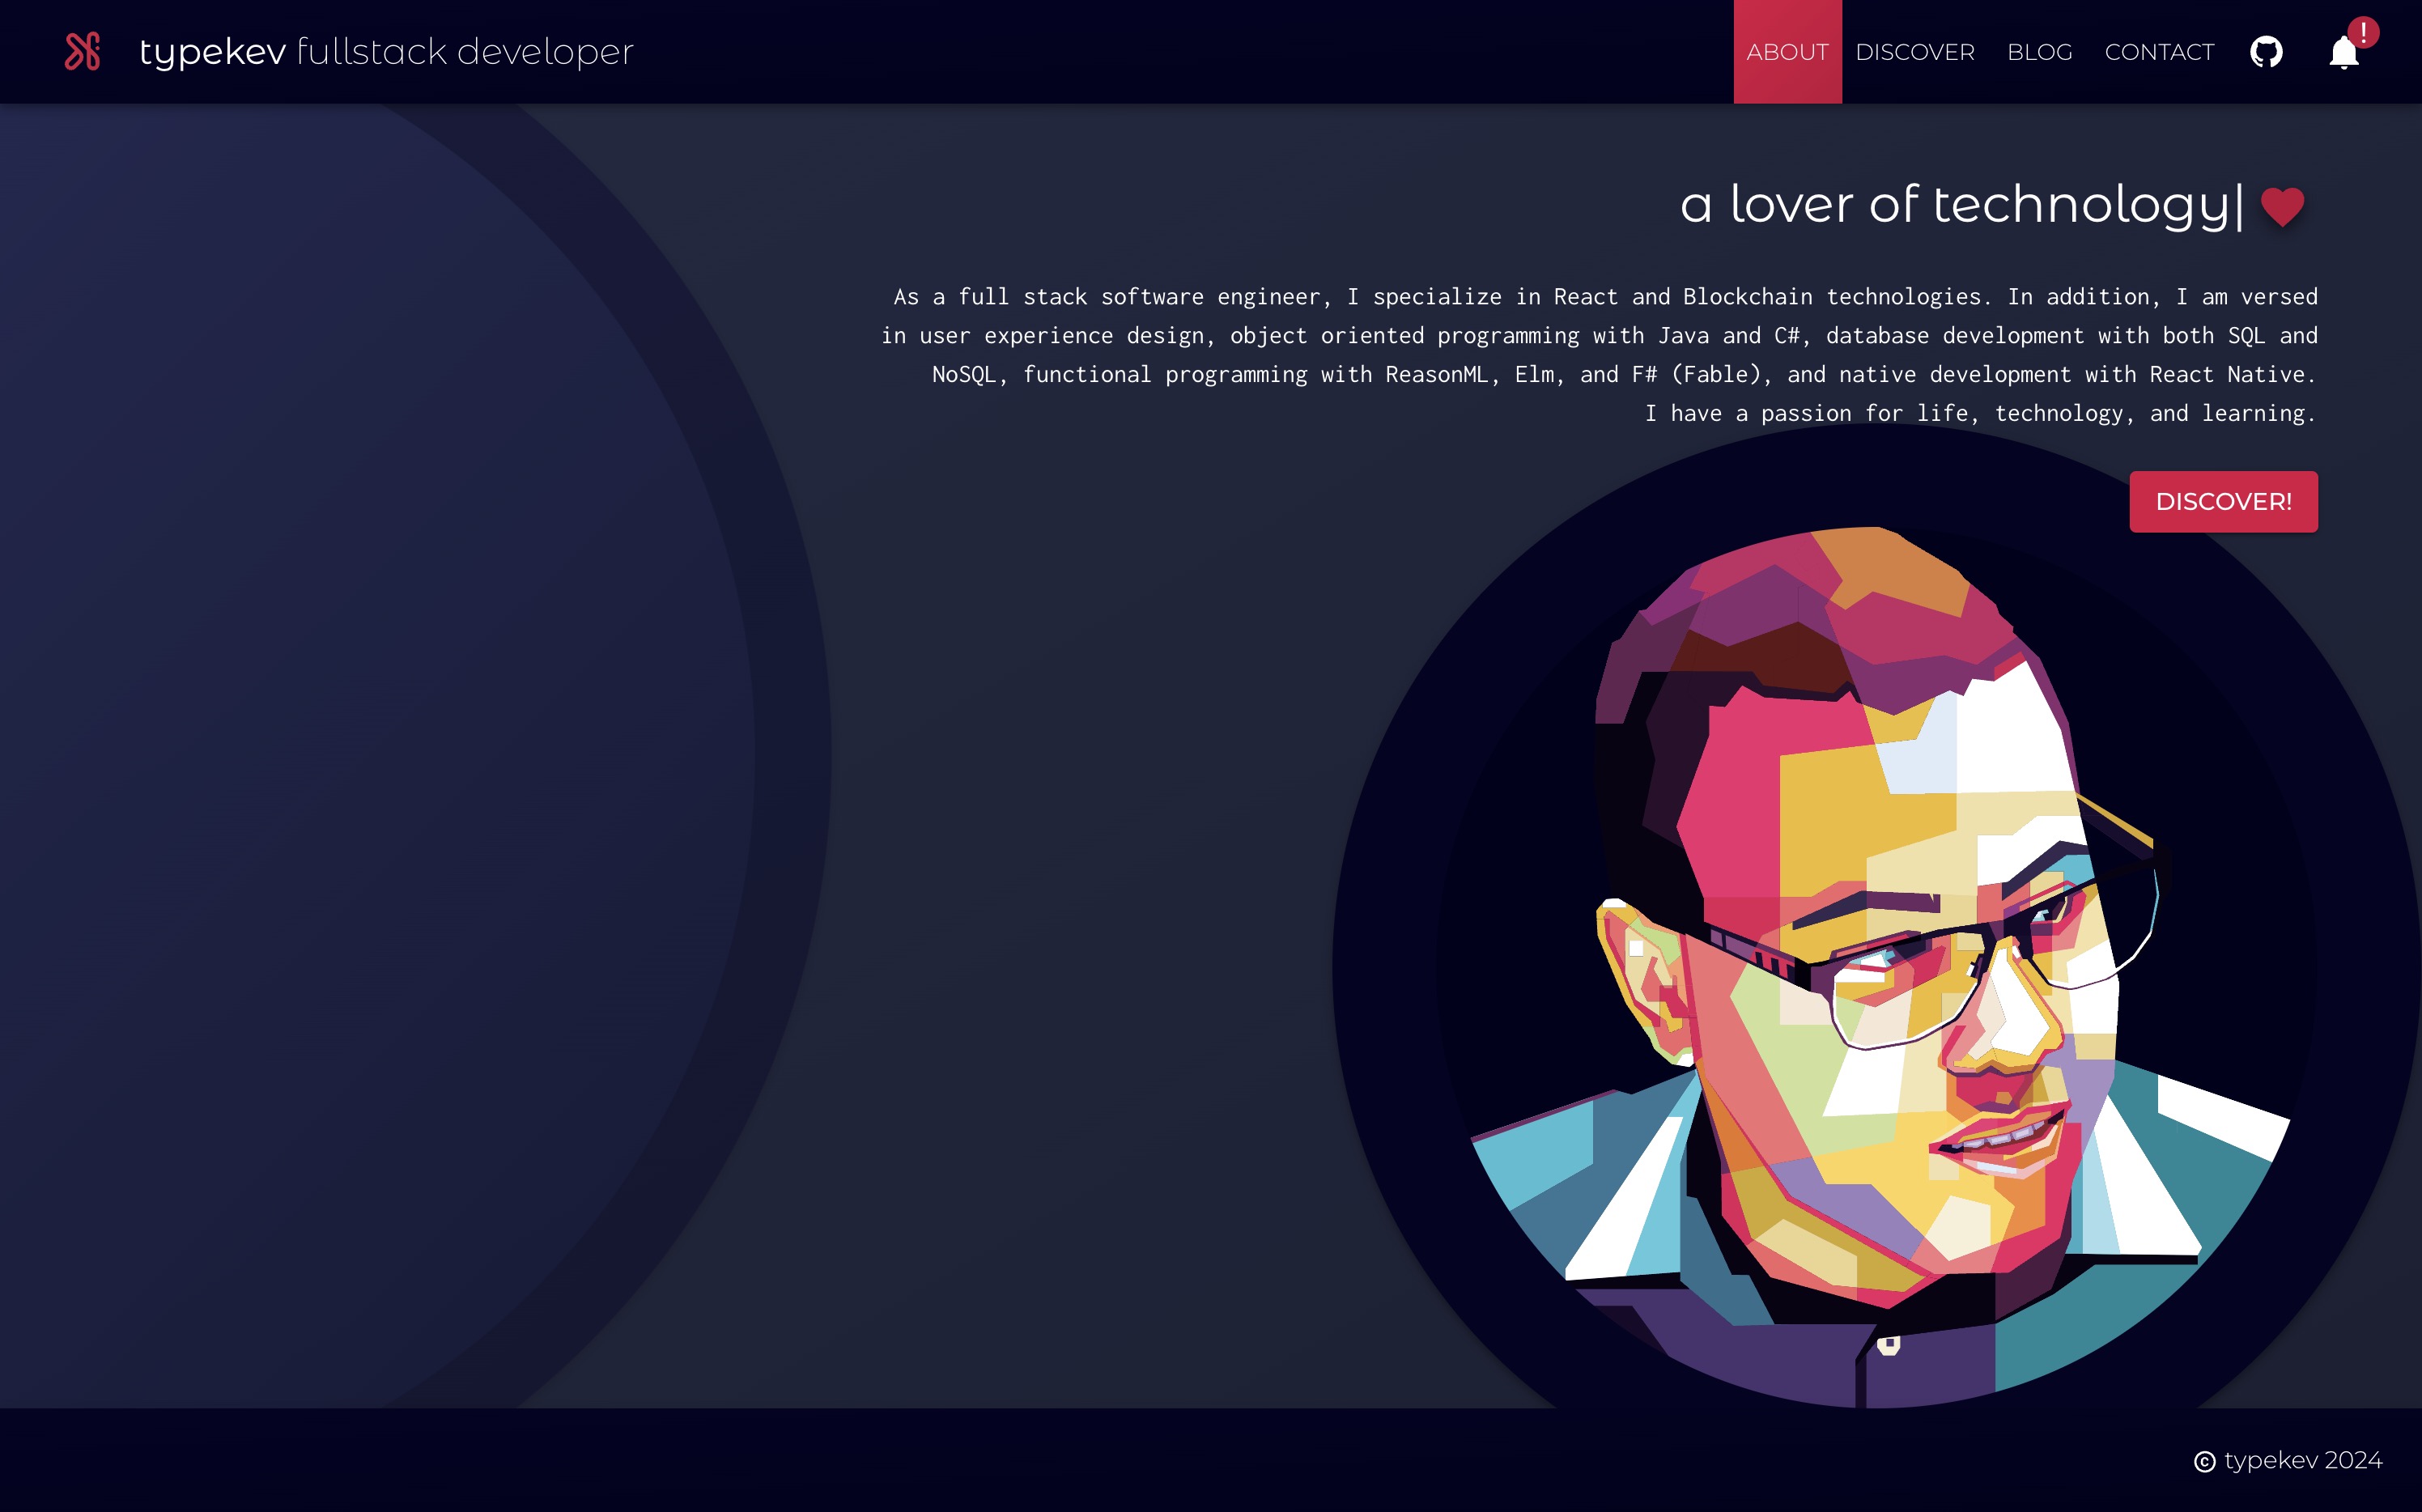 typekev fullstack developer
ABOUT DISCOVER BLOG CONTACT
!
a lover of technology|
As a full stack software engineer, I specialize in React and Blockchain technologies. In addition, I am versed
in user experience design, object oriented programming with Java and C#, database development with both SQL and
NoSQL, functional programming with ReasonML, Elm, and F# (Fable), and native development with React Native.
I have a passion for life, technology, and learning.
DISCOVER!
© typekev 2024